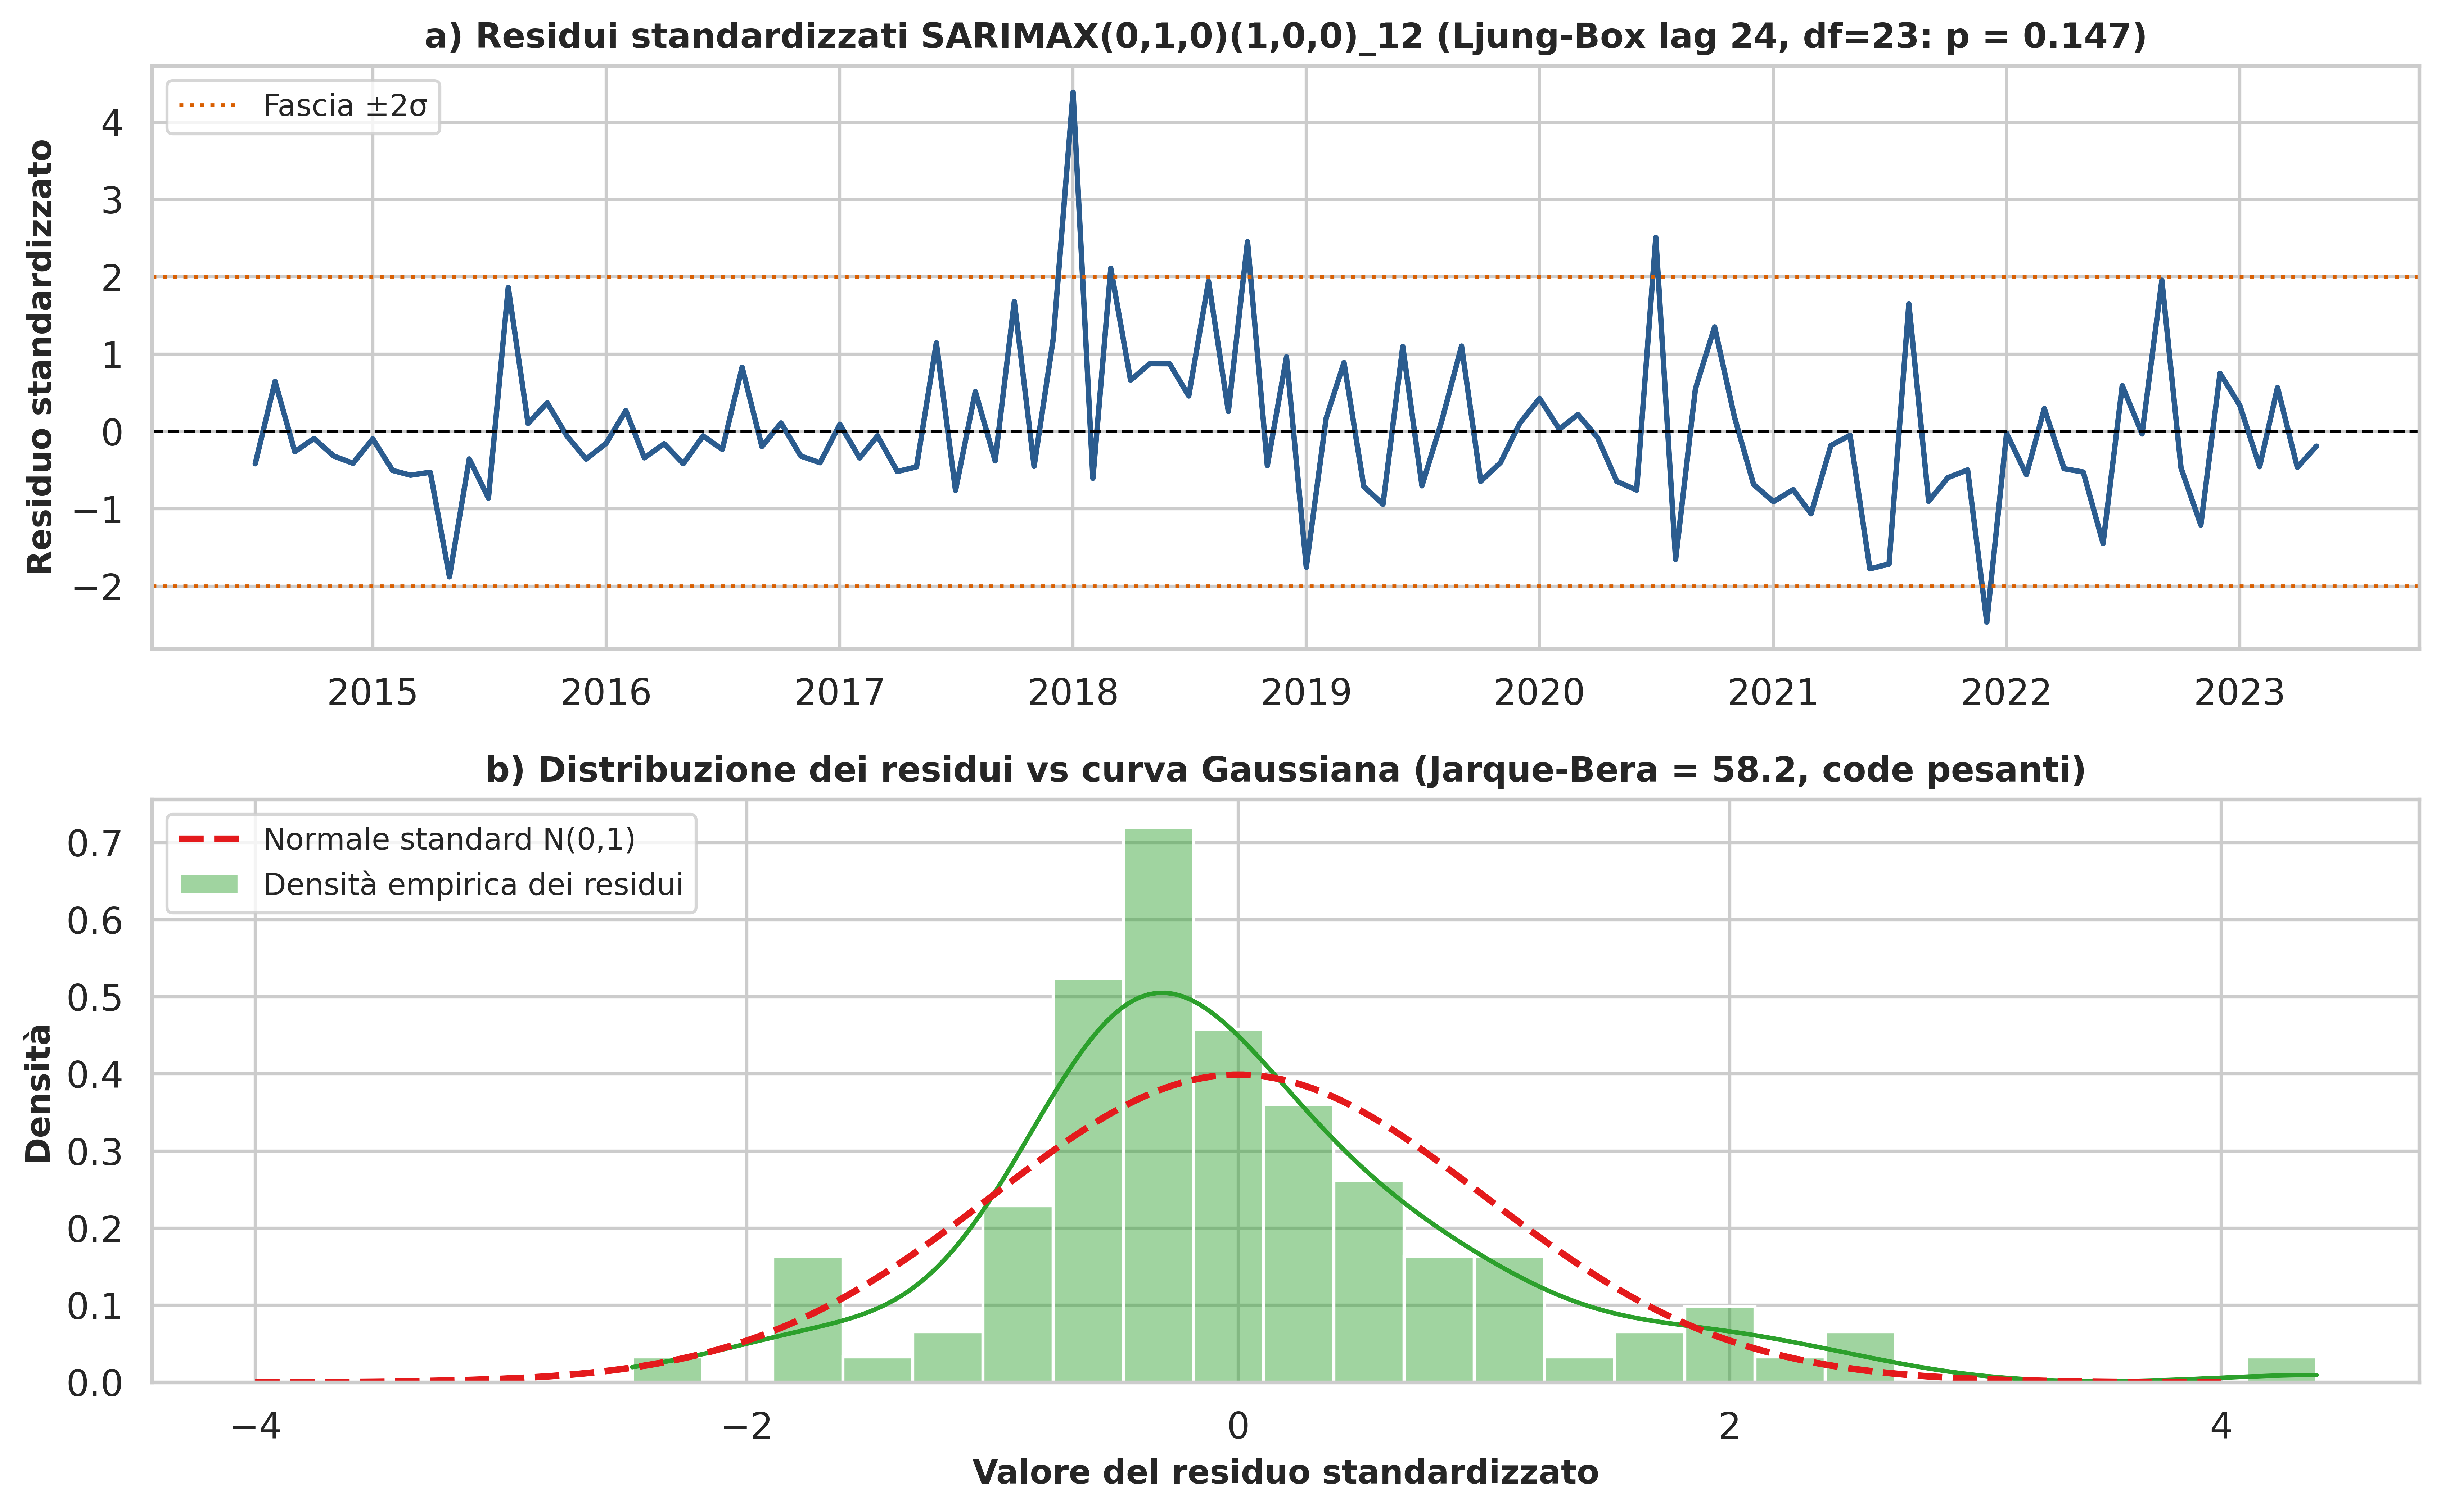 a) Residui standardizzati SARIMAX(0,1,0)(1,0,0)_12 (Ljung-Box lag 24, df=23: p = 0.147)
Fascia ±2σ
Residuo standardizzato
4
3
2
1
0
−1
−2
2015 2016 2017 2018 2019 2020 2021 2022 2023
b) Distribuzione dei residui vs curva Gaussiana (Jarque-Bera = 58.2, code pesanti)
Normale standard N(0,1)
Densità empirica dei residui
Densità
0.7
0.6
0.5
0.4
0.3
0.2
0.1
0.0
−4 −2 0 2 4
Valore del residuo standardizzato